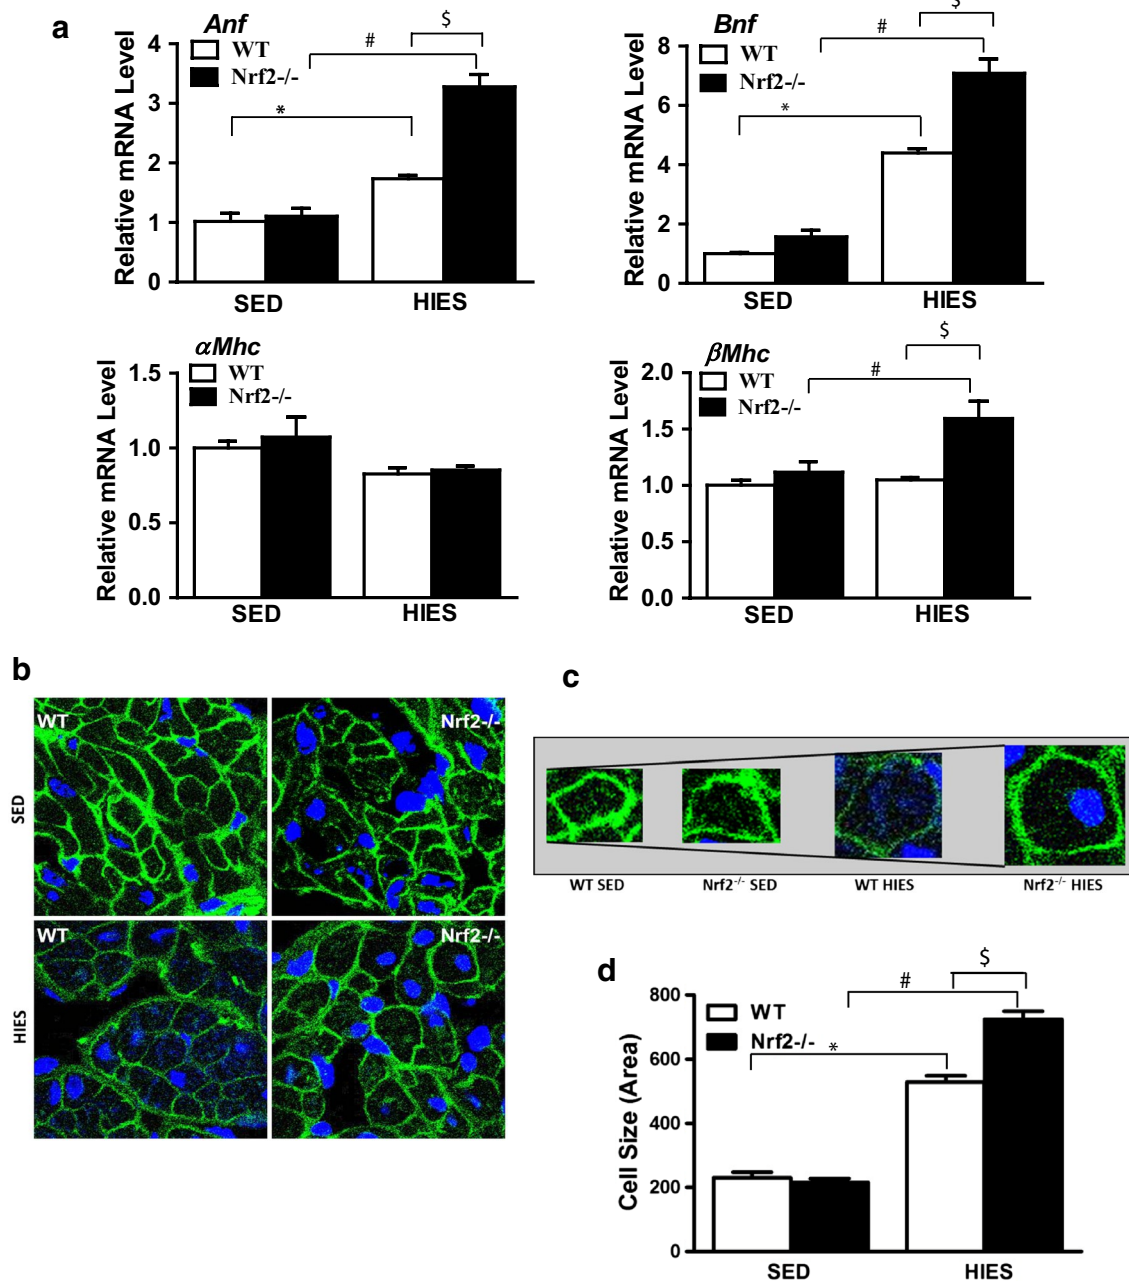 a
Anf
WT
Nrf2-/-
*
#
$
Relative mRNA Level
4
3
2
1
0
SED
HIES
Bnf
WT
Nrf2-/-
*
#
$
Relative mRNA Level
8
6
4
2
0
SED
HIES
αMhc
WT
Nrf2-/-
Relative mRNA Level
1.5
1.0
0.5
0.0
SED
HIES
βMhc
WT
Nrf2-/-
#
$
Relative mRNA Level
2.0
1.5
1.0
0.5
0.0
SED
HIES
b
WT
Nrf2-/-
SED
WT
Nrf2-/-
HIES
c
WT SED
Nrf2⁻/⁻ SED
WT HIES
Nrf2⁻/⁻ HIES
d
WT
Nrf2-/-
*
#
$
Cell Size (Area)
800
600
400
200
0
SED
HIES